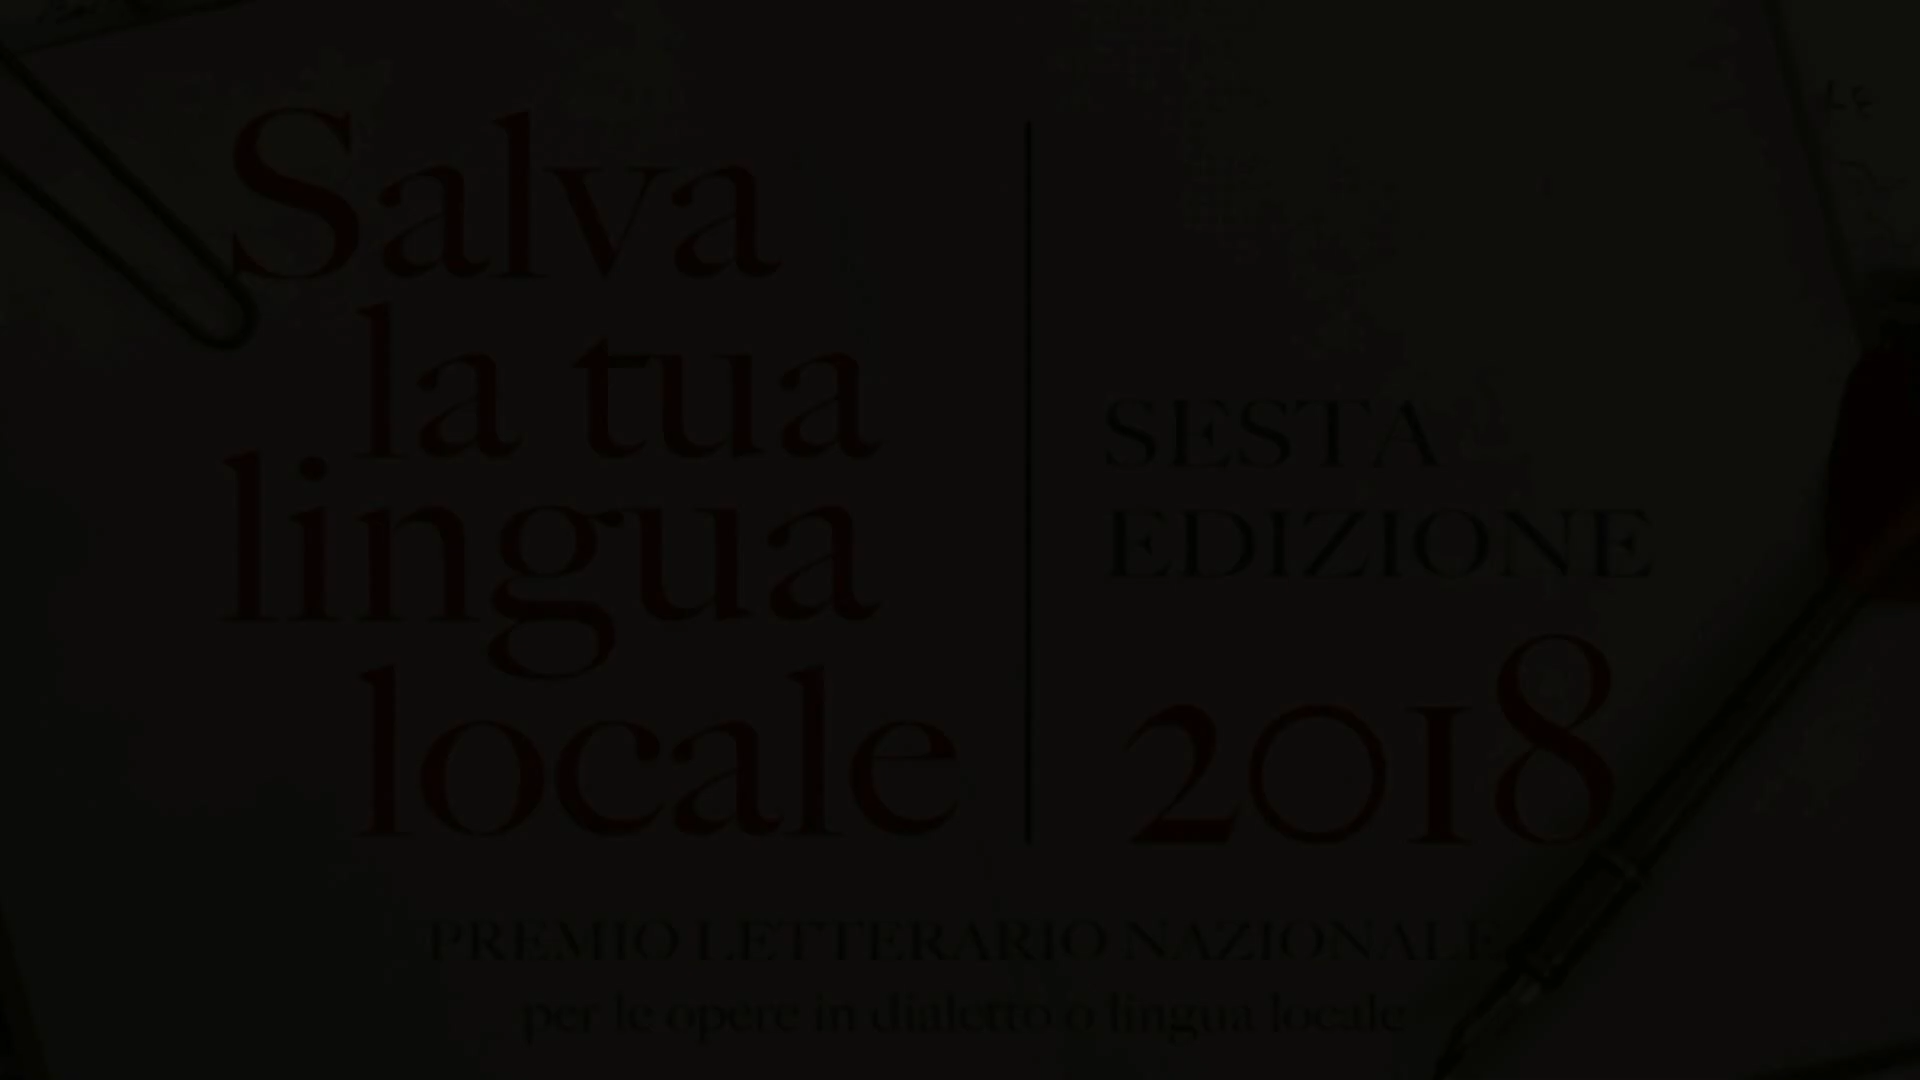 Salva
la tua
lingua
locale
SESTA
EDIZIONE
2018
PREMIO LETTERARIO NAZIONALE
per le opere in dialetto o lingua locale